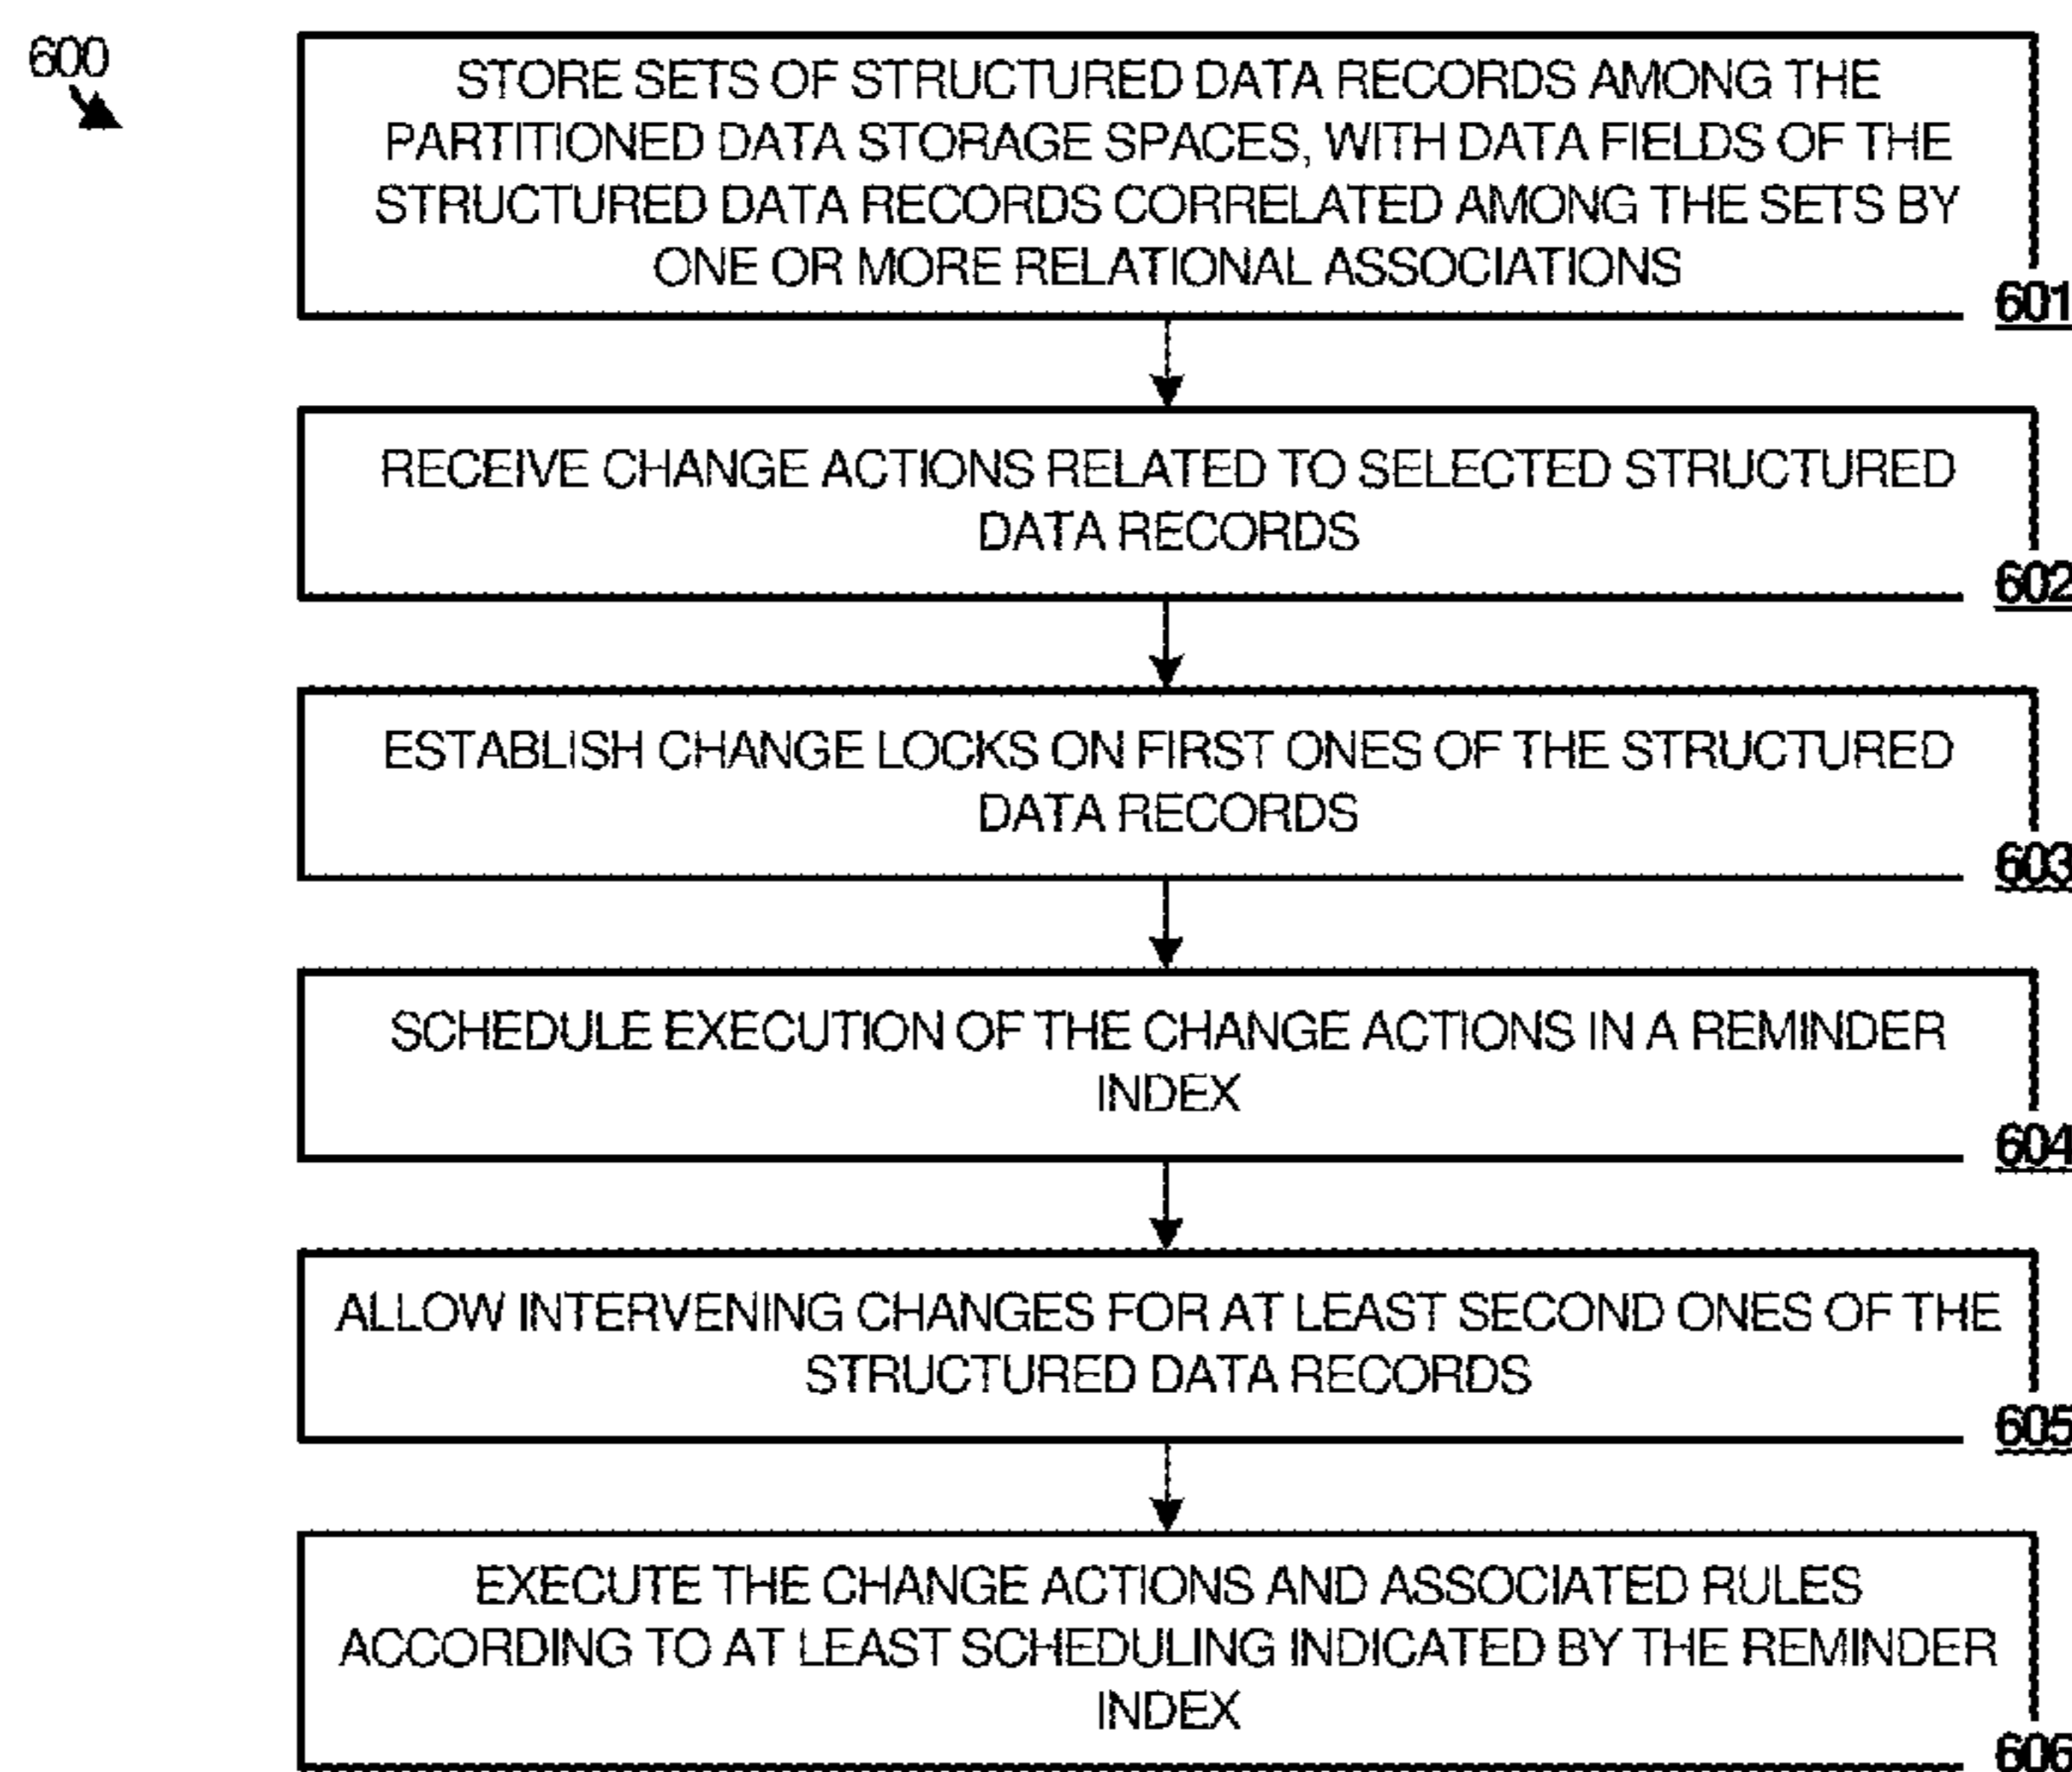 600
STORE SETS OF STRUCTURED DATA RECORDS AMONG THE
PARTITIONED DATA STORAGE SPACES, WITH DATA FIELDS OF THE
STRUCTURED DATA RECORDS CORRELATED AMONG THE SETS BY
ONE OR MORE RELATIONAL ASSOCIATIONS
601
RECEIVE CHANGE ACTIONS RELATED TO SELECTED STRUCTURED
DATA RECORDS
602
ESTABLISH CHANGE LOCKS ON FIRST ONES OF THE STRUCTURED
DATA RECORDS
603
SCHEDULE EXECUTION OF THE CHANGE ACTIONS IN A REMINDER
INDEX
604
ALLOW INTERVENING CHANGES FOR AT LEAST SECOND ONES OF THE
STRUCTURED DATA RECORDS
605
EXECUTE THE CHANGE ACTIONS AND ASSOCIATED RULES
ACCORDING TO AT LEAST SCHEDULING INDICATED BY THE REMINDER
INDEX
606